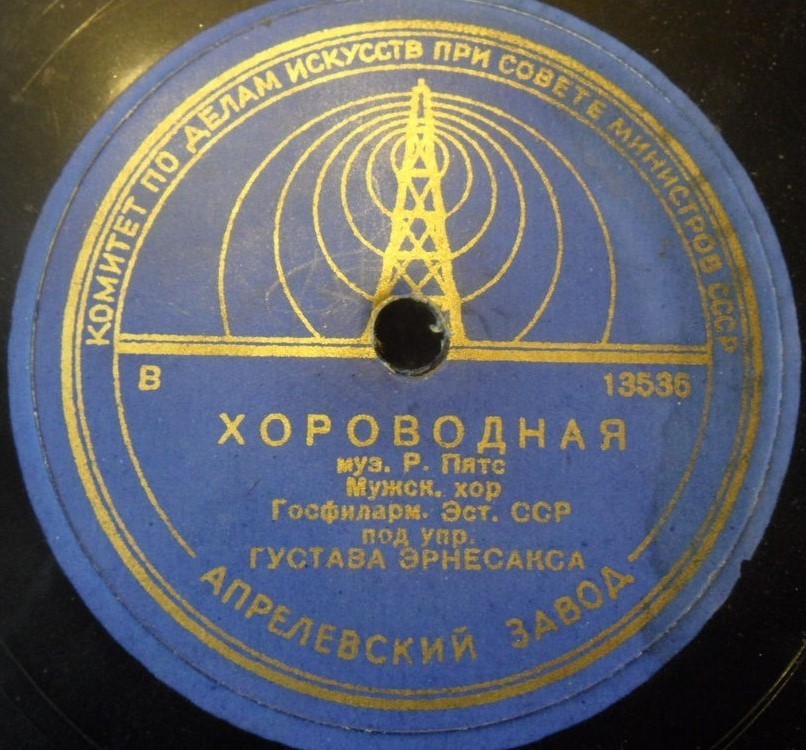 КОМИТЕТ ПО ДЕЛАМ ИСКУССТВ ПРИ СОВЕТЕ МИНИСТРОВ СССР
В
13536
ХОРОВОДНАЯ
муз. Р. Пятс
Мужск. хор
Госфиларм. Эст. ССР
под упр.
ГУСТАВА ЭРНЕСАКСА
АПРЕЛЕВСКИЙ ЗАВОД